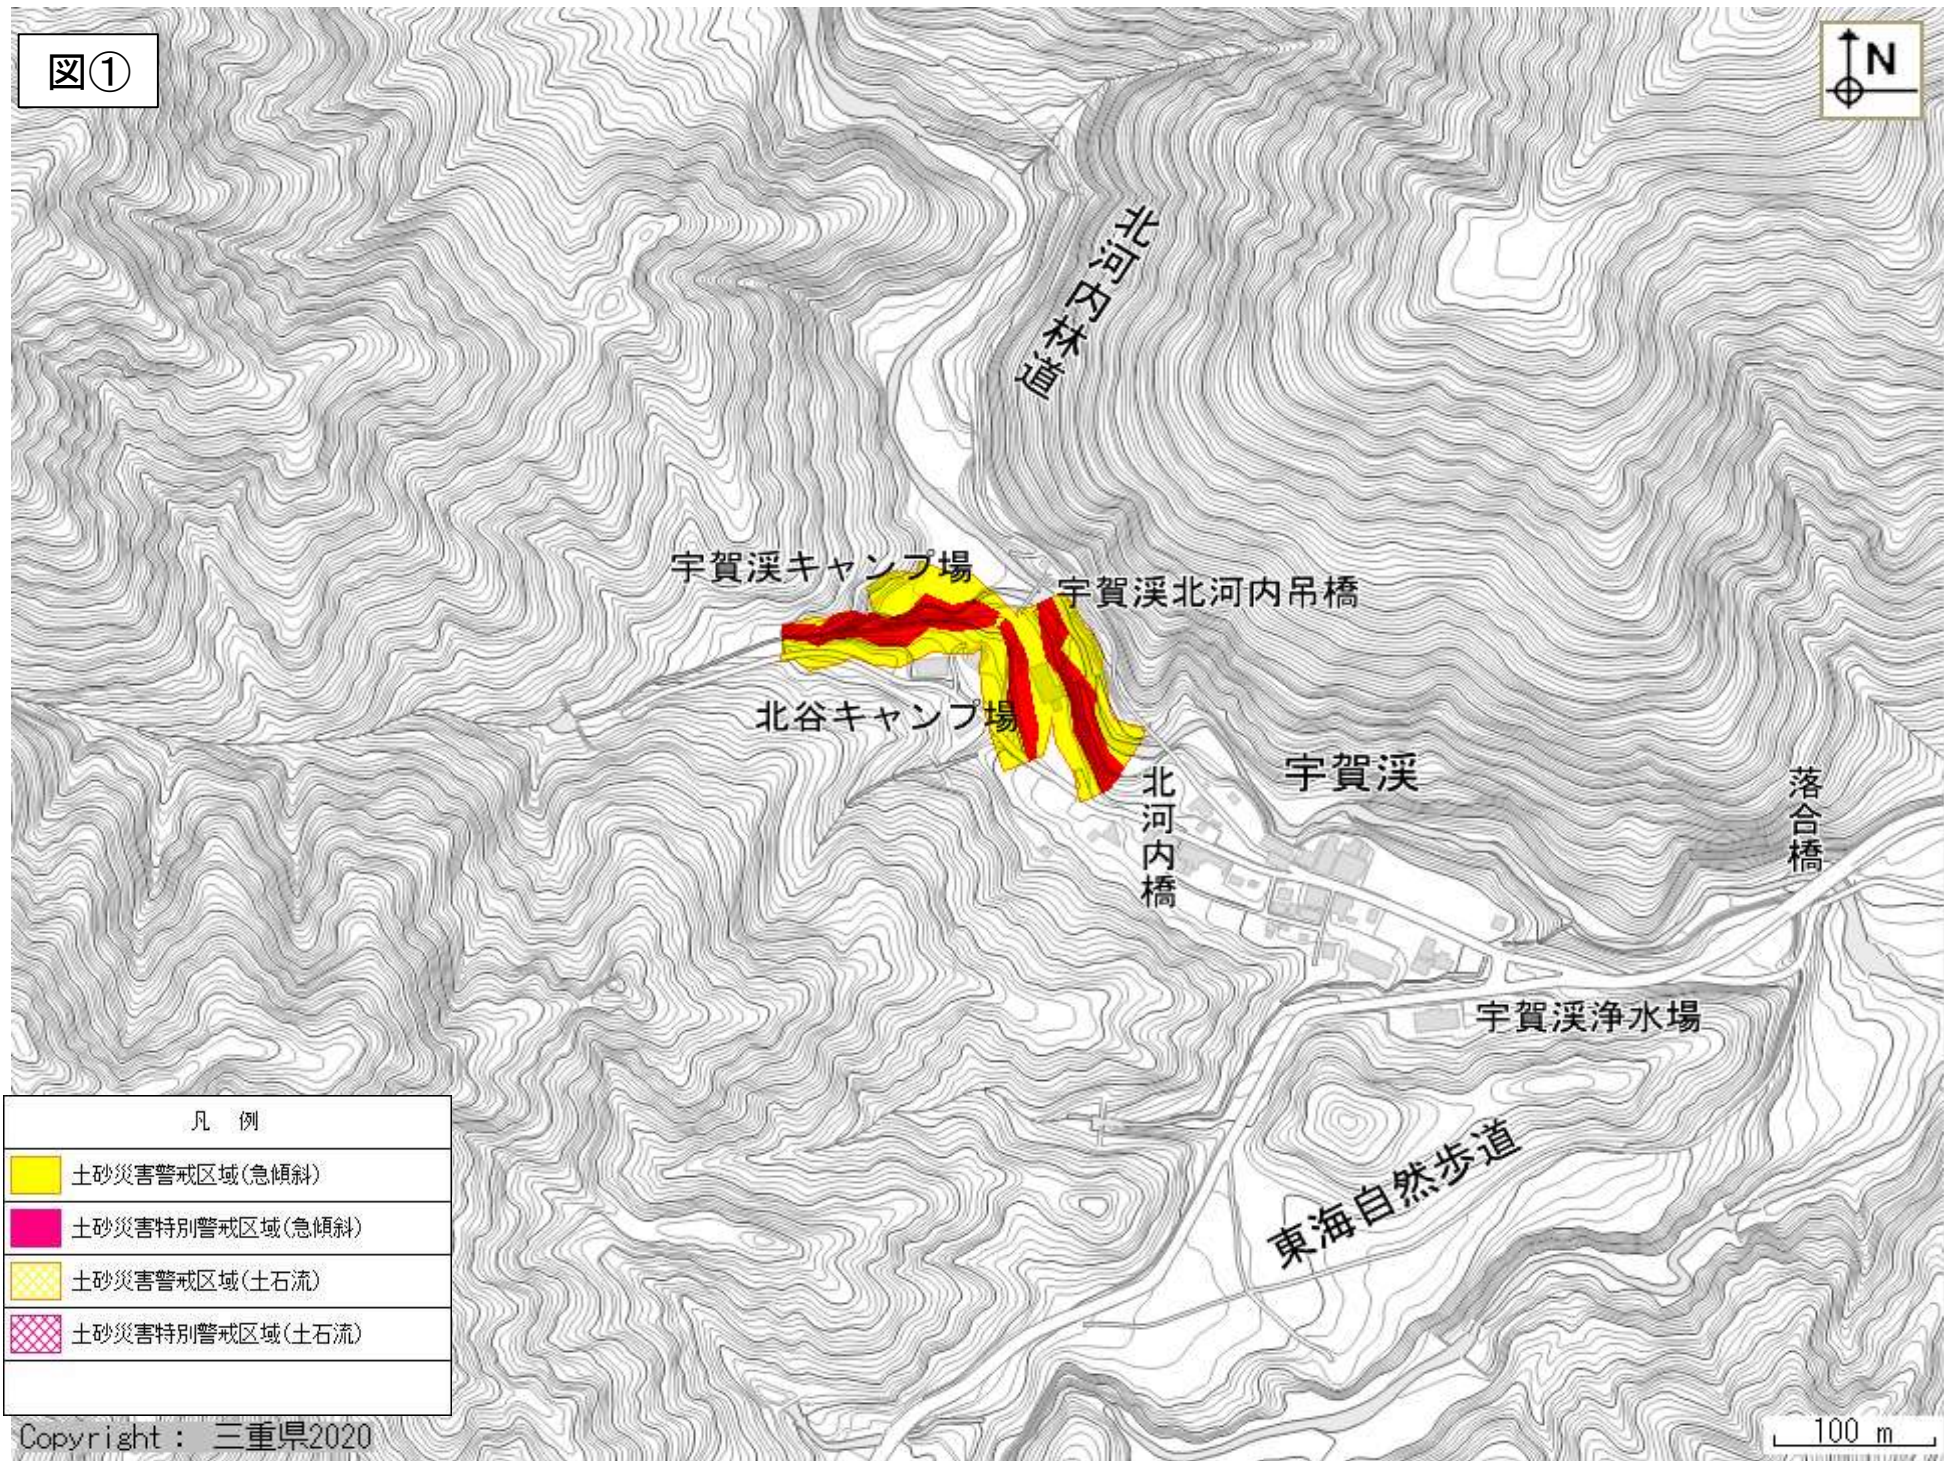 図①
N
北河内林道
宇賀渓キャンプ場
宇賀渓北河内吊橋
北谷キャンプ場
宇賀渓
北河内橋
落合橋
宇賀渓浄水場
東海自然歩道
凡 例
土砂災害警戒区域(急傾斜)
土砂災害特別警戒区域(急傾斜)
土砂災害警戒区域(土石流)
土砂災害特別警戒区域(土石流)
Copyright : 三重県2020
100 m